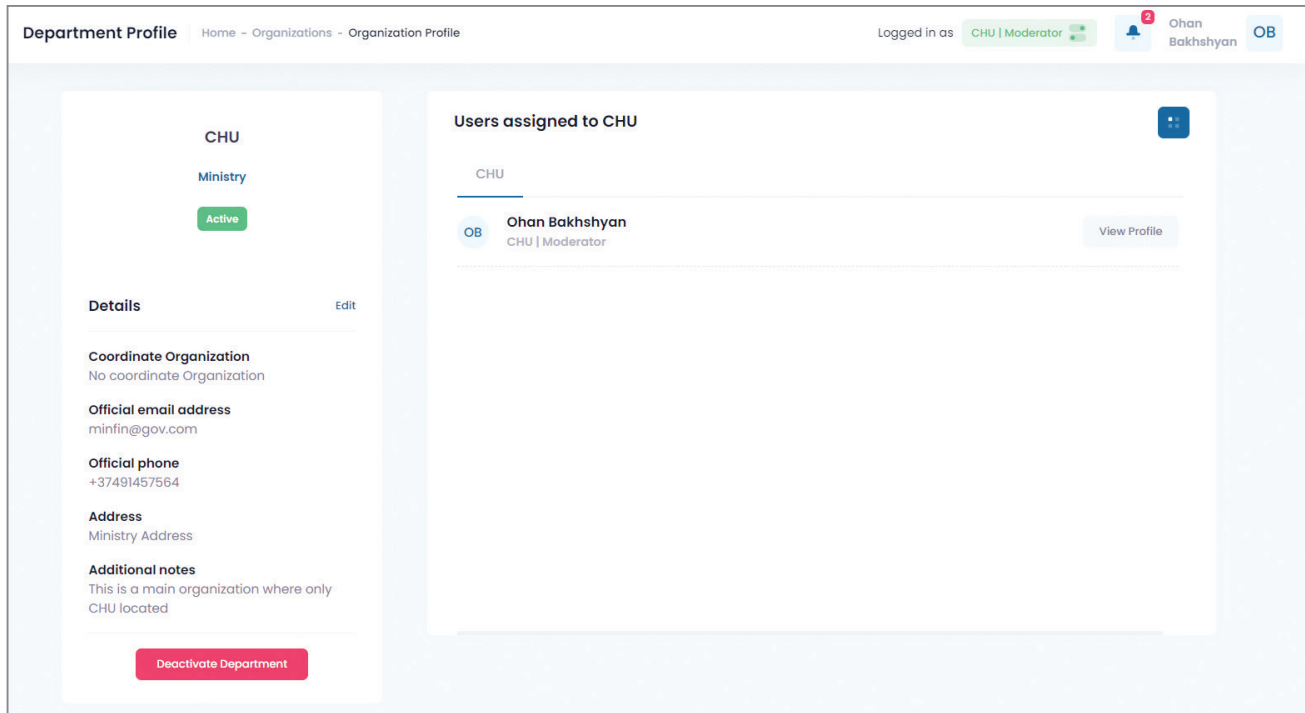 Department Profile
Home - Organizations - Organization Profile
Logged in as
CHU | Moderator
2
Ohan
Bakhshyan
OB
CHU
Ministry
Active
Details
Edit
Coordinate Organization
No coordinate Organization
Official email address
minfin@gov.com
Official phone
+37491457564
Address
Ministry Address
Additional notes
This is a main organization where only
CHU located
Deactivate Department
Users assigned to CHU
CHU
OB
Ohan Bakhshyan
CHU | Moderator
View Profile